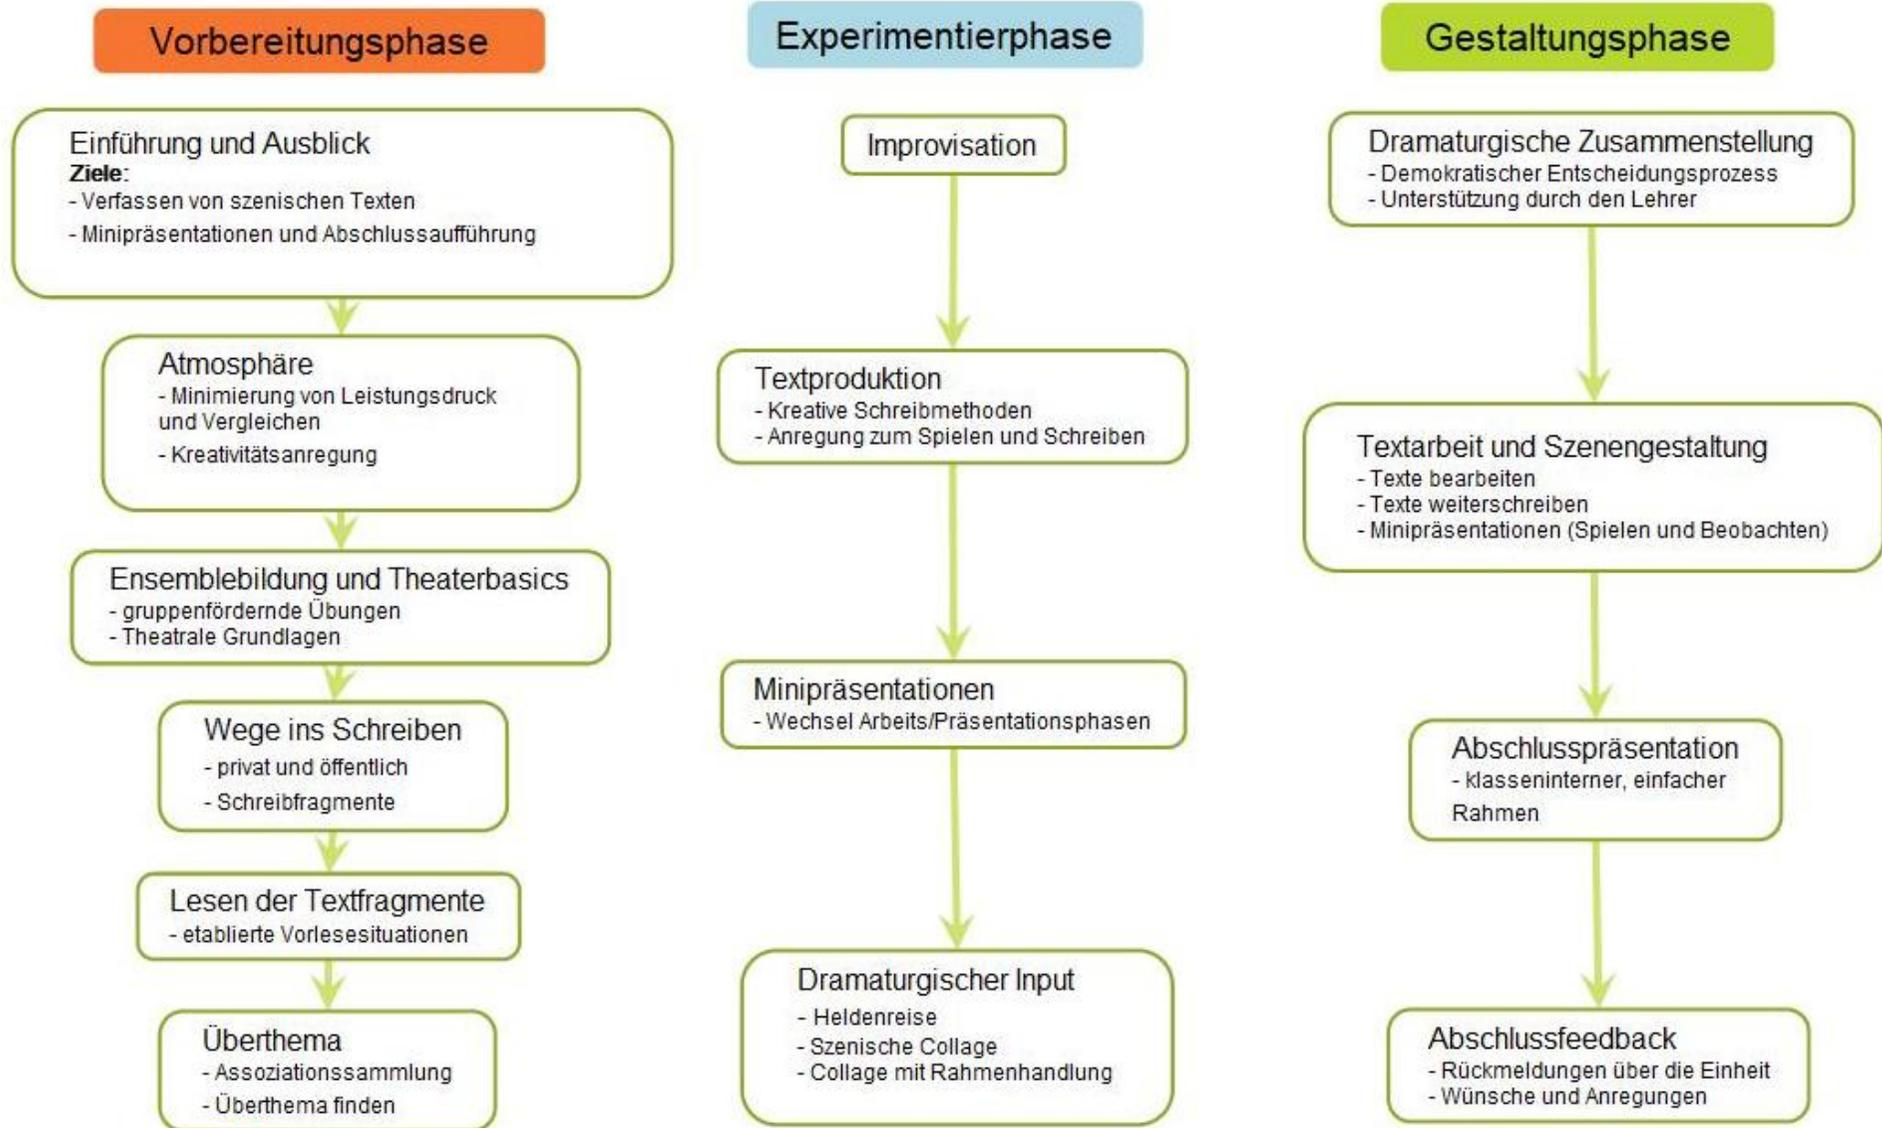 Vorbereitungsphase
Einführung und Ausblick
Ziele:
- Verfassen von szenischen Texten
- Minipräsentationen und Abschlussaufführung
Atmosphäre
- Minimierung von Leistungsdruck
und Vergleichen
- Kreativitätsanregung
Ensemblebildung und Theaterbasics
- gruppenfördernde Übungen
- Theatrale Grundlagen
Wege ins Schreiben
- privat und öffentlich
- Schreibfragmente
Lesen der Textfragmente
- etablierte Vorlesesituationen
Überthema
- Assoziationssammlung
- Überthema finden
Experimentierphase
Improvisation
Textproduktion
- Kreative Schreibmethoden
- Anregung zum Spielen und Schreiben
Minipräsentationen
- Wechsel Arbeits/Präsentationsphasen
Dramaturgischer Input
- Heldenreise
- Szenische Collage
- Collage mit Rahmenhandlung
Gestaltungsphase
Dramaturgische Zusammenstellung
- Demokratischer Entscheidungsprozess
- Unterstützung durch den Lehrer
Textarbeit und Szenengestaltung
- Texte bearbeiten
- Texte weiterschreiben
- Minipräsentationen (Spielen und Beobachten)
Abschlusspräsentation
- klasseninterner, einfacher
Rahmen
Abschlussfeedback
- Rückmeldungen über die Einheit
- Wünsche und Anregungen